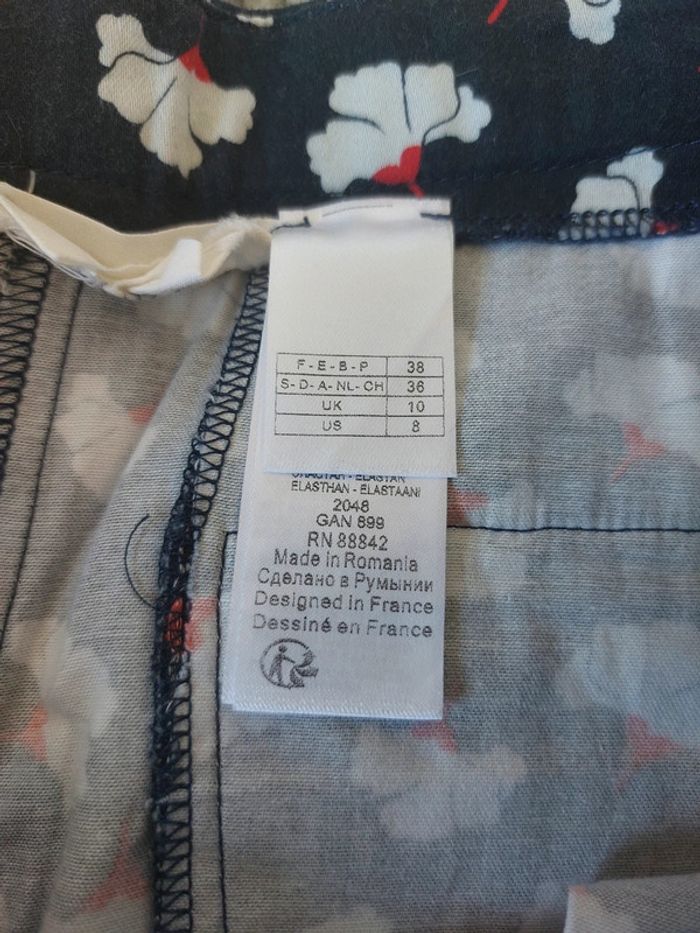 F - E - B - P 38
S- D- A- NL- CH 36
UK 10
US 8
ELASTAN
ELASTHAN - ELASTAANI
2048
GAN 899
RN 88842
Made in Romania
Сделано в Румынии
Designed in France
Dessiné en France